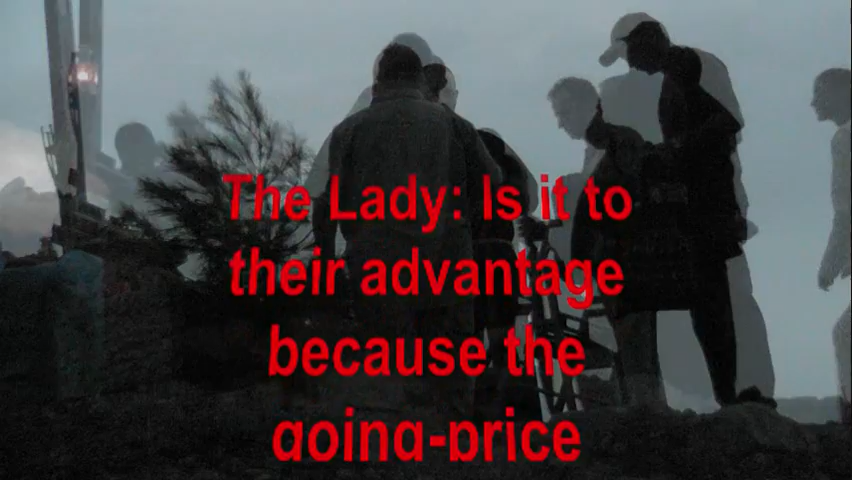 The Lady: Is it to
their advantage
because the
going-price